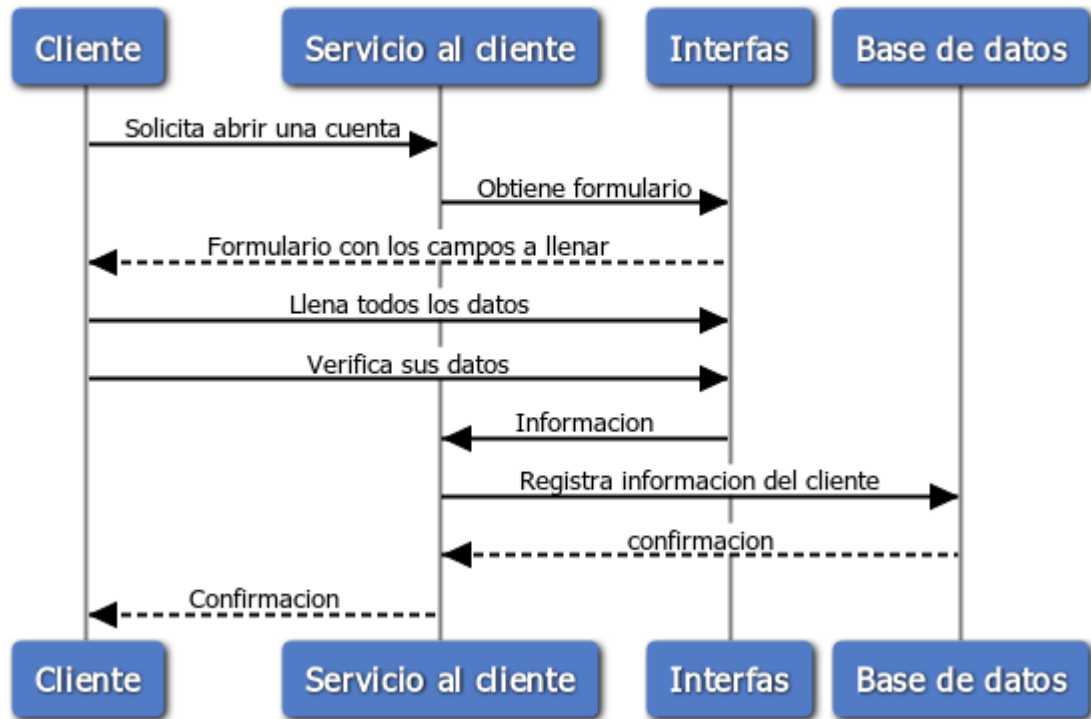 Cliente
Servicio al cliente
Interfas
Base de datos
Solicita abrir una cuenta
Obtiene formulario
Formulario con los campos a llenar
Llena todos los datos
Verifica sus datos
Informacion
Registra informacion del cliente
confirmacion
Confirmacion
Cliente
Servicio al cliente
Interfas
Base de datos